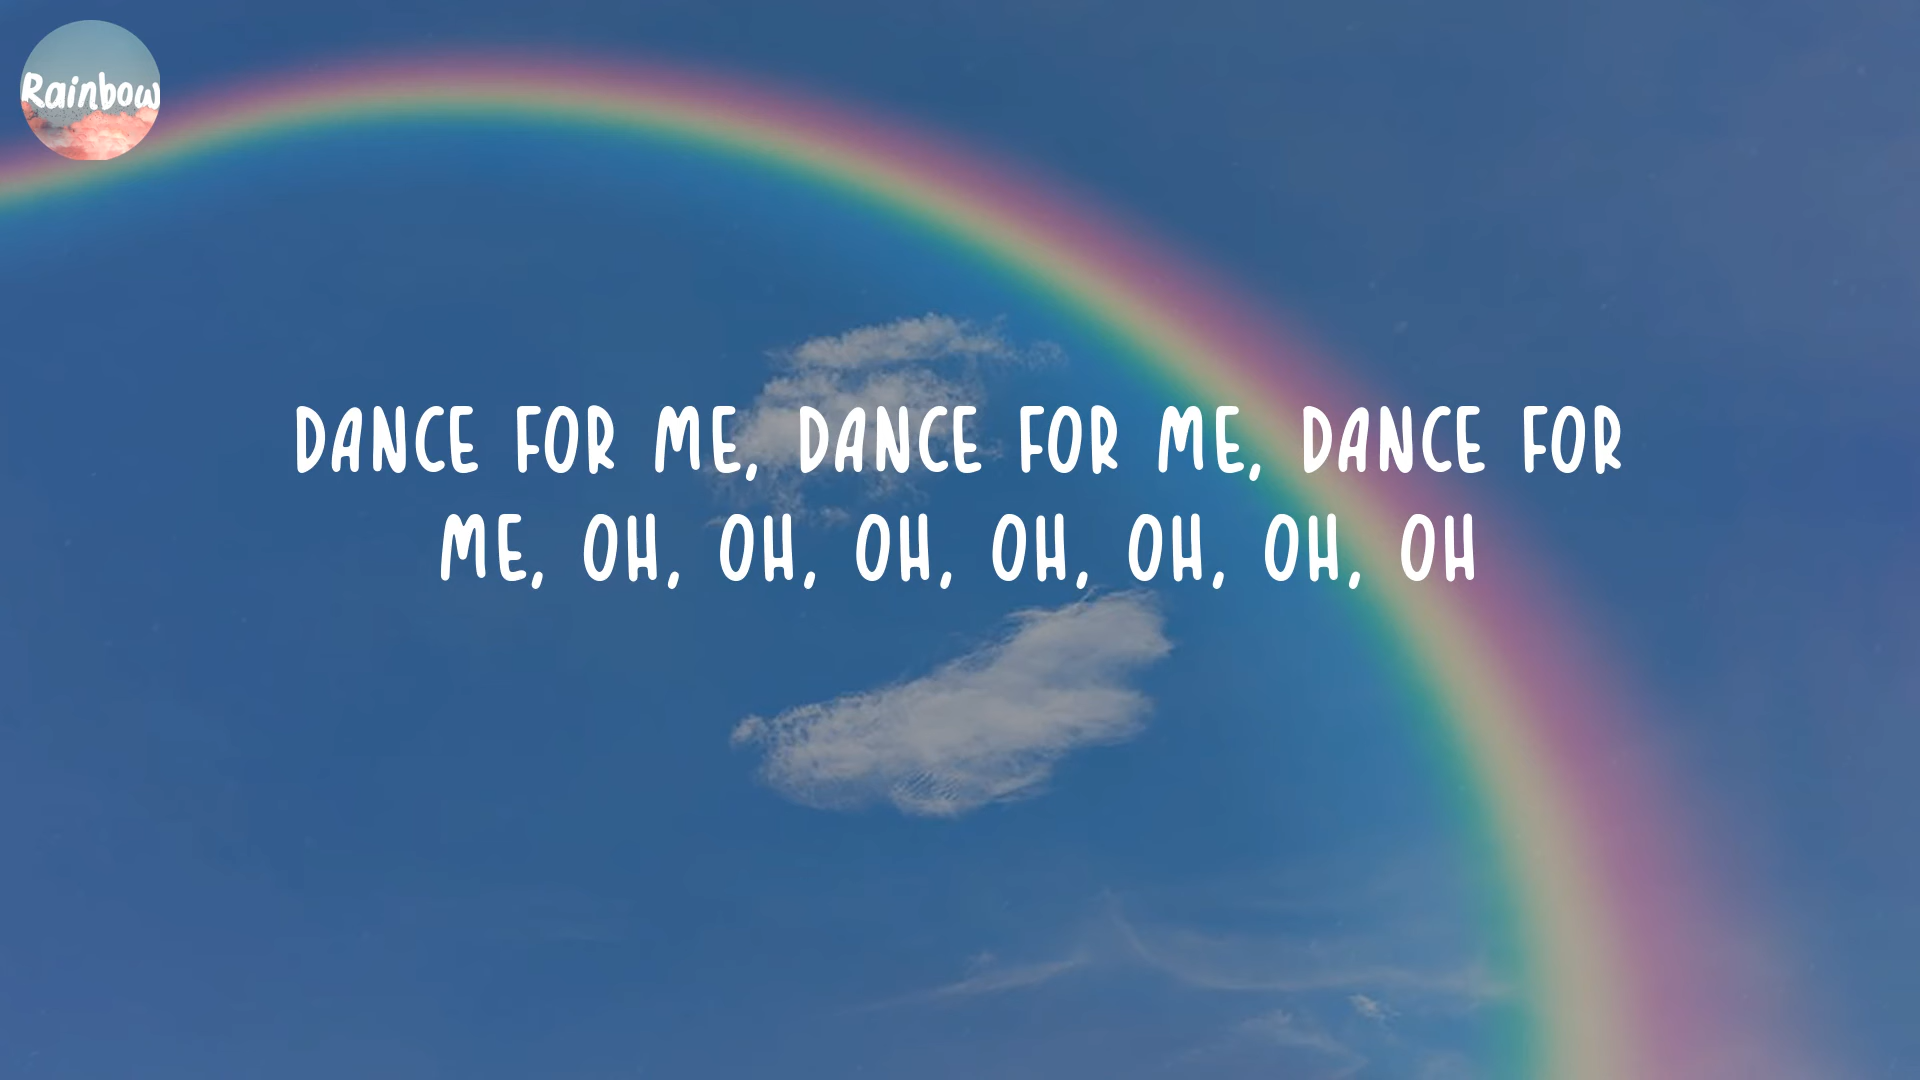 Rainbow
DANCE FOR ME, DANCE FOR ME, DANCE FOR
ME, OH, OH, OH, OH, OH, OH, OH